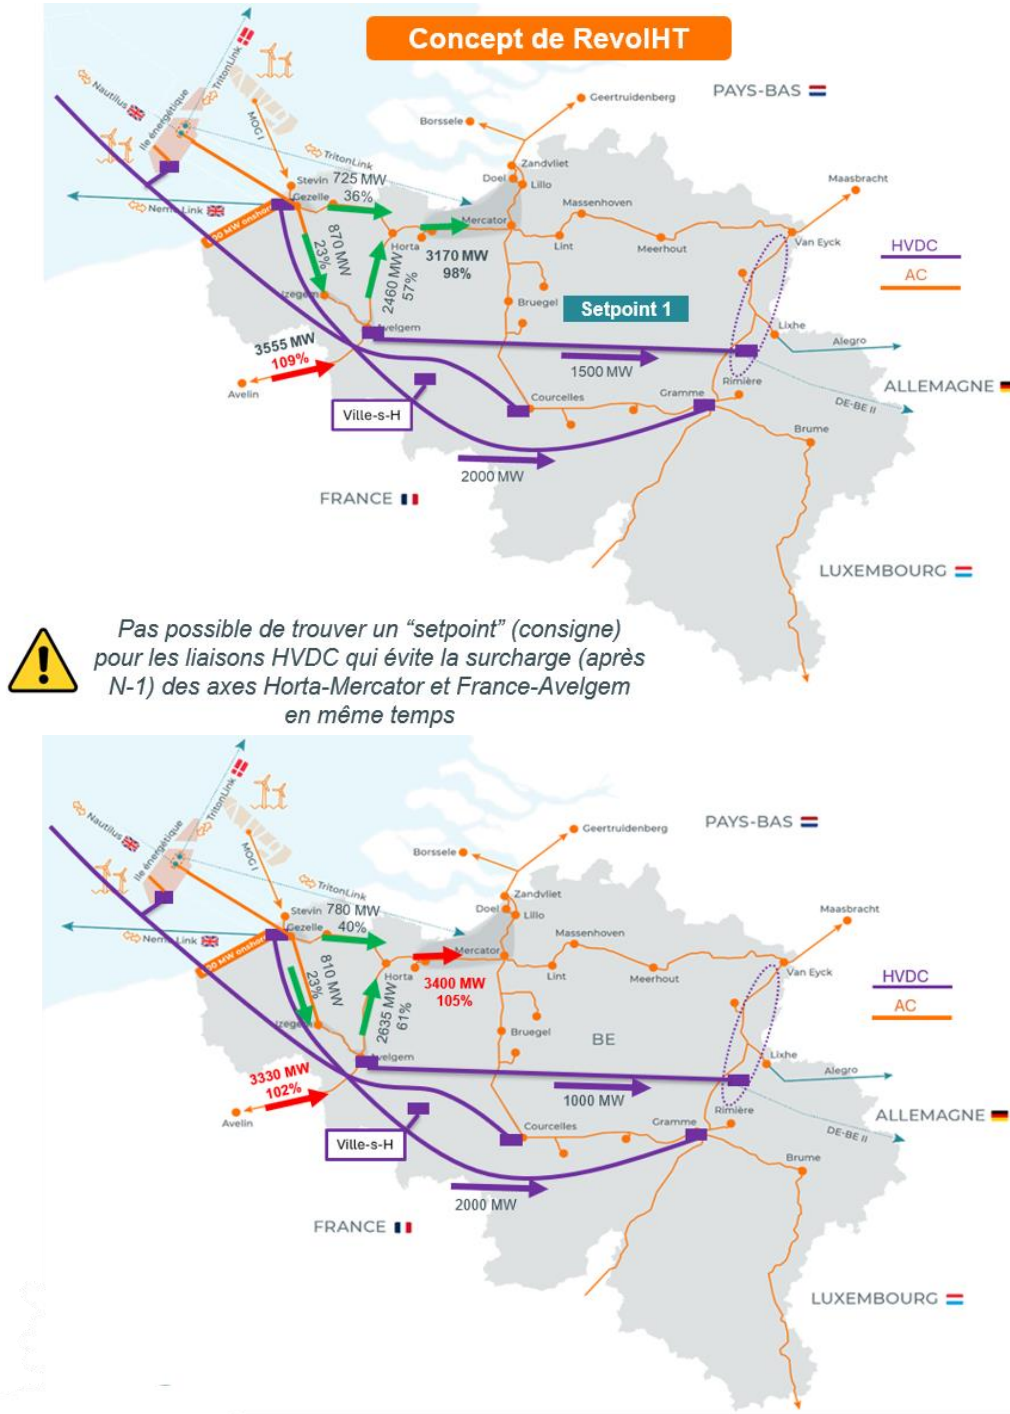 Concept de RevolHT
PAYS-BAS
Geertruidenberg
Borssele
Nautilus
TritonLink
Ile énergétique
MOG I
TritonLink
Zandvliet
Doel
Lillo
Maasbracht
Stevin
725 MW
36%
Gezelle
Massenhoven
Mercator
Nemo Link
Horta
Lint
Meerhout
Van Eyck
HVDC
AC
870 MW
23%
3170 MW
98%
2460 MW
57%
Izegem
Bruegel
Setpoint 1
Avelgem
Lixhe
Alegro
3555 MW
109%
1500 MW
Rimière
ALLEMAGNE
Avelin
Ville-s-H
Courcelles
Gramme
DE-BE II
Brume
2000 MW
FRANCE
LUXEMBOURG
Pas possible de trouver un “setpoint” (consigne)
pour les liaisons HVDC qui évite la surcharge (après
N-1) des axes Horta-Mercator et France-Avelgem
en même temps
PAYS-BAS
Geertruidenberg
Borssele
Nautilus
TritonLink
Ile énergétique
MOG I
TritonLink
Zandvliet
Doel
Lillo
Maasbracht
Stevin
780 MW
40%
Gezelle
Massenhoven
Mercator
Nemo Link
Horta
Lint
Meerhout
Van Eyck
HVDC
AC
810 MW
23%
3400 MW
105%
2635 MW
61%
Izegem
Bruegel
BE
Avelgem
Lixhe
Alegro
3330 MW
102%
1000 MW
Rimière
ALLEMAGNE
Avelin
Ville-s-H
Courcelles
Gramme
DE-BE II
Brume
2000 MW
FRANCE
LUXEMBOURG